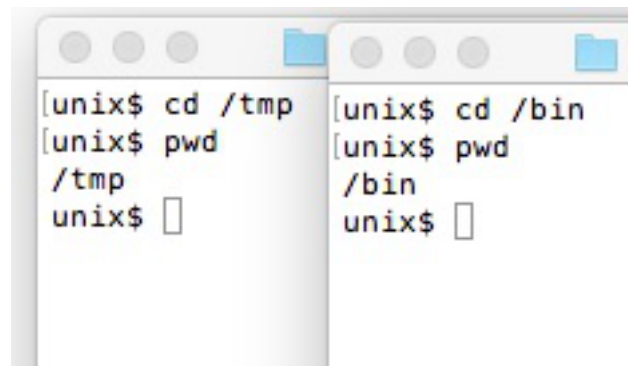 [unix$ cd /tmp
[unix$ pwd
/tmp
unix$
[unix$ cd /bin
[unix$ pwd
/bin
unix$